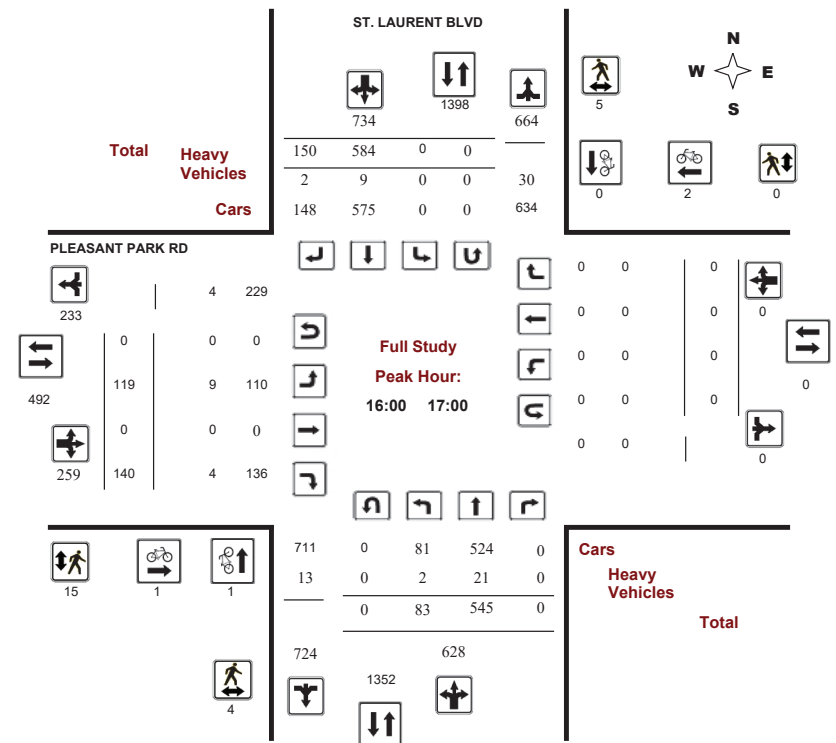 ST. LAURENT BLVD
N
W E
S
1398
5
734 664
Total Heavy Vehicles
150 584 0 0
2 9 0 0 30
0 2 0
Cars 148 575 0 0 634
PLEASANT PARK RD
4 229
233
0 0 0 0
0 0 0
0 0 0
492
119 9 110
Full Study
Peak Hour:
16:00 17:00
0 0 0
0
0 0 0
0 0 0
259 140 4 136
0 0
0
711 0 81 524 0 Cars
13 0 2 21 0 Heavy Vehicles
15 1 1
0 83 545 0
Total
724 628
1352
4